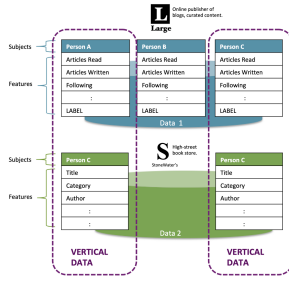 L
Large
Online publisher of
blogs, curated content.
Subjects
Features
Person A
Articles Read
Articles Written
Following
:
LABEL
Person B
Articles Read
Articles Written
Following
:
LABEL
Person C
Articles Read
Articles Written
Following
:
LABEL
Data 1
S
StoneWater's
High-street
book store.
Subjects
Features
Person C
Title
Category
Author
:
:
Person C
Title
Category
Author
:
:
Data 2
VERTICAL
DATA
VERTICAL
DATA